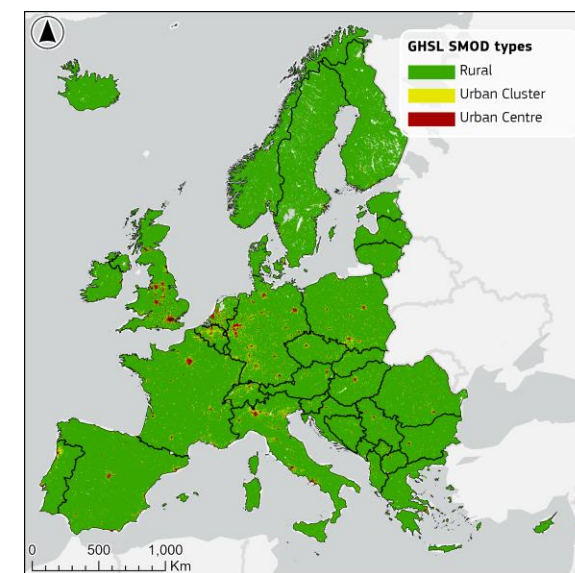 GHSL SMOD types
Rural
Urban Cluster
Urban Centre
0 500 1,000
Km